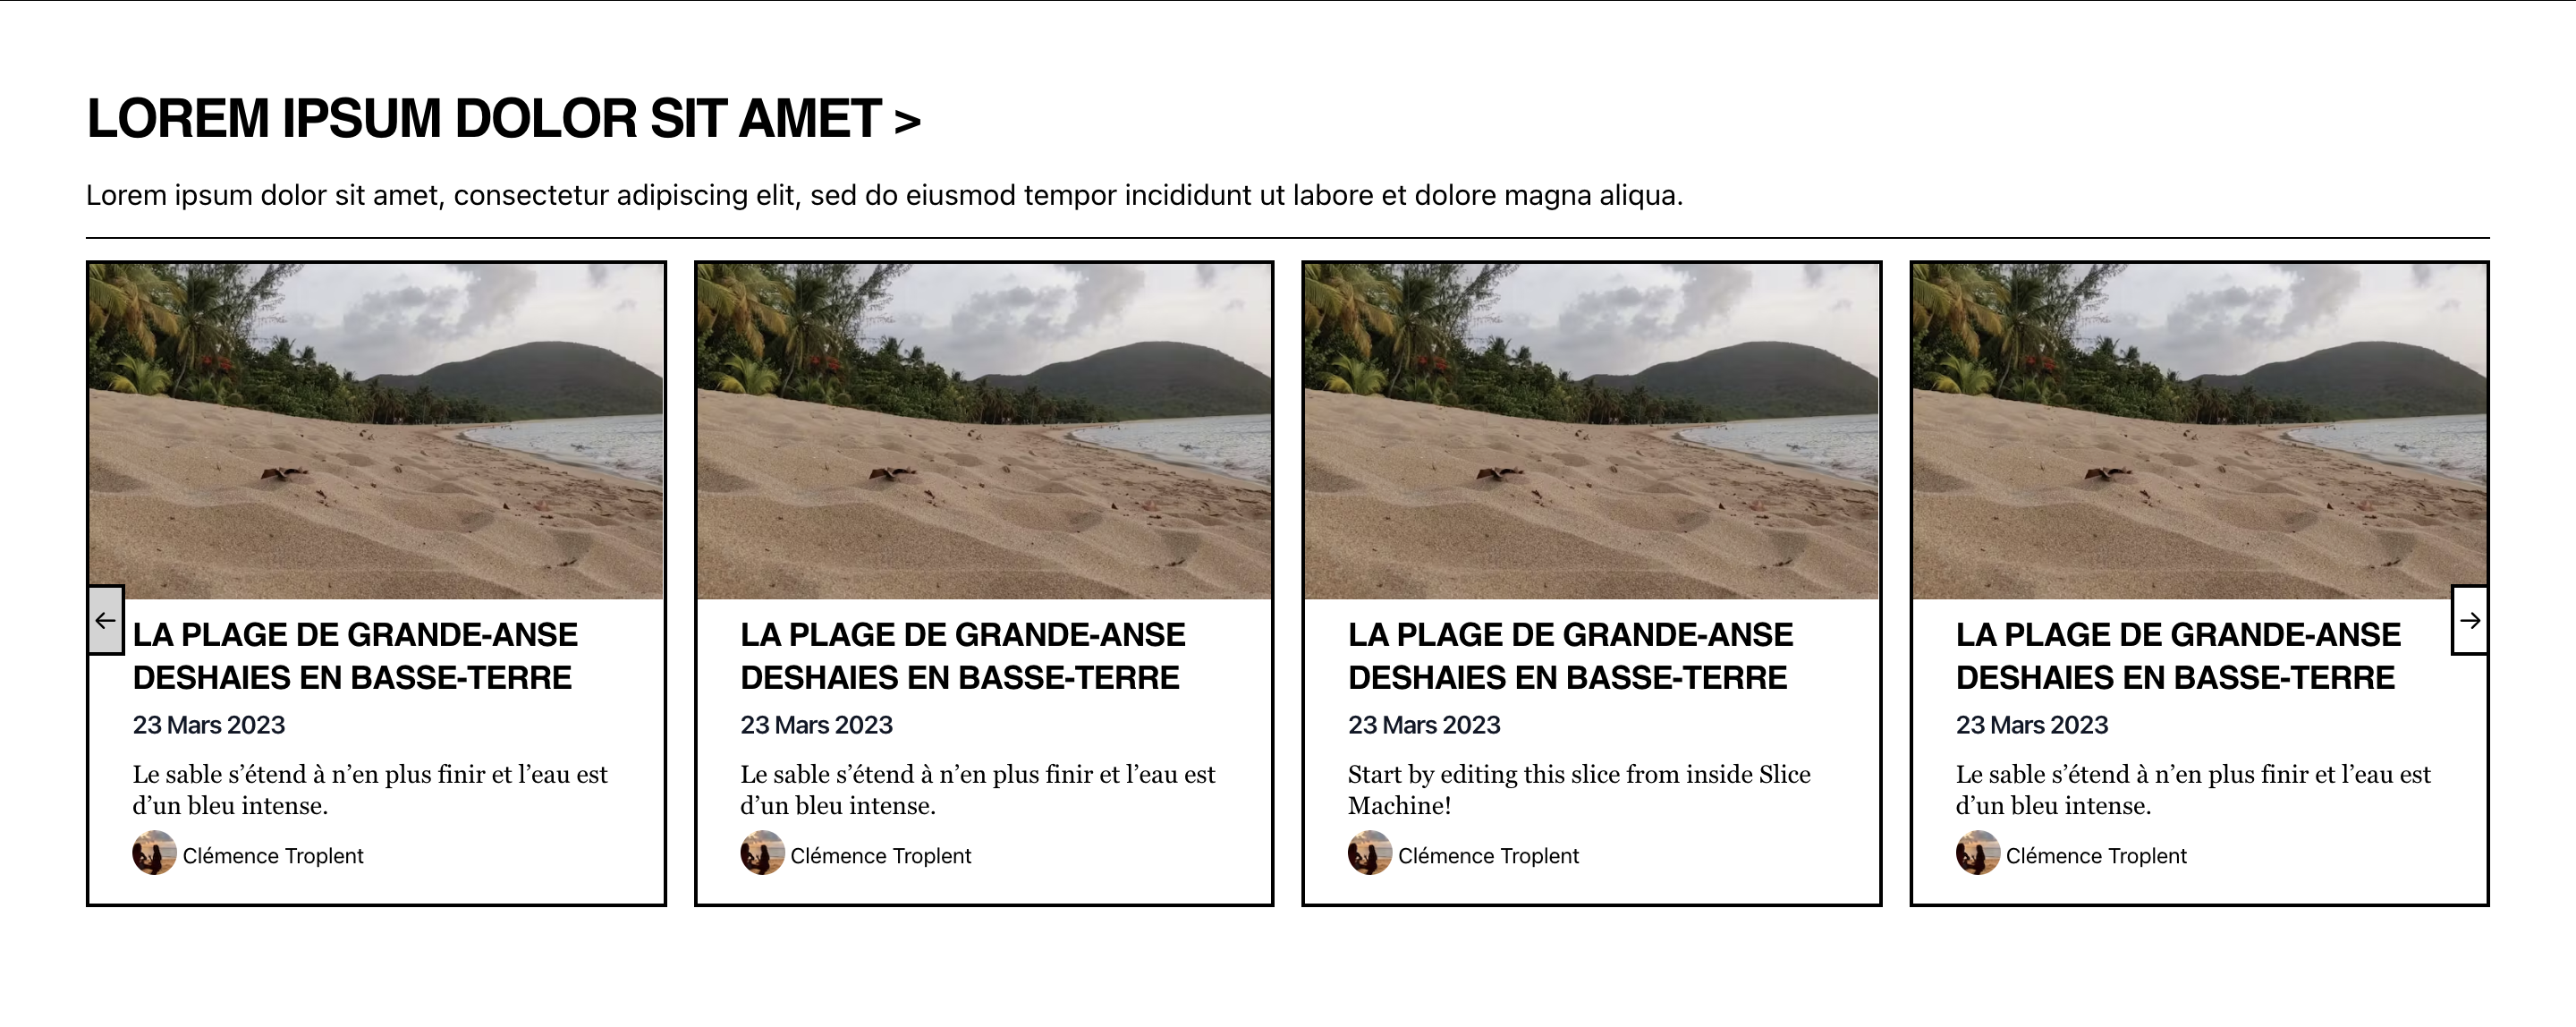 LOREM IPSUM DOLOR SIT AMET >
Lorem ipsum dolor sit amet, consectetur adipiscing elit, sed do eiusmod tempor incididunt ut labore et dolore magna aliqua.
←
LA PLAGE DE GRANDE-ANSE
DESHAIES EN BASSE-TERRE
23 Mars 2023
Le sable s’étend à n’en plus finir et l’eau est
d’un bleu intense.
Clémence Troplent
LA PLAGE DE GRANDE-ANSE
DESHAIES EN BASSE-TERRE
23 Mars 2023
Le sable s’étend à n’en plus finir et l’eau est
d’un bleu intense.
Clémence Troplent
LA PLAGE DE GRANDE-ANSE
DESHAIES EN BASSE-TERRE
23 Mars 2023
Start by editing this slice from inside Slice
Machine!
Clémence Troplent
LA PLAGE DE GRANDE-ANSE
DESHAIES EN BASSE-TERRE
23 Mars 2023
Le sable s’étend à n’en plus finir et l’eau est
d’un bleu intense.
Clémence Troplent
→